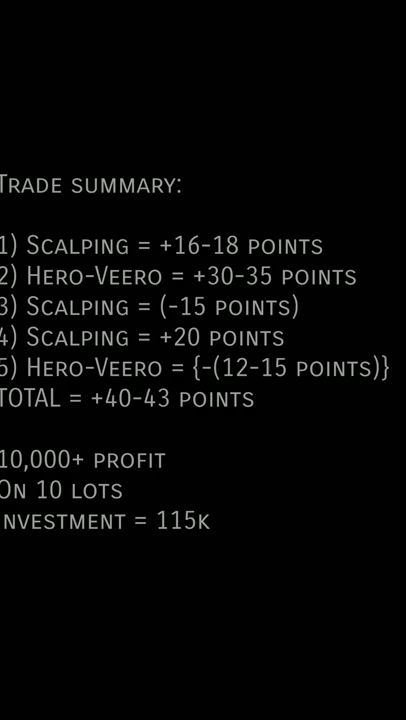 TRADE SUMMARY:
1) SCALPING = +16-18 POINTS
2) HERO-VEERO = +30-35 POINTS
3) SCALPING = (-15 POINTS)
4) SCALPING = +20 POINTS
5) HERO-VEERO = {-(12-15 POINTS)}
TOTAL = +40-43 POINTS
10,000+ PROFIT
ON 10 LOTS
INVESTMENT = 115K